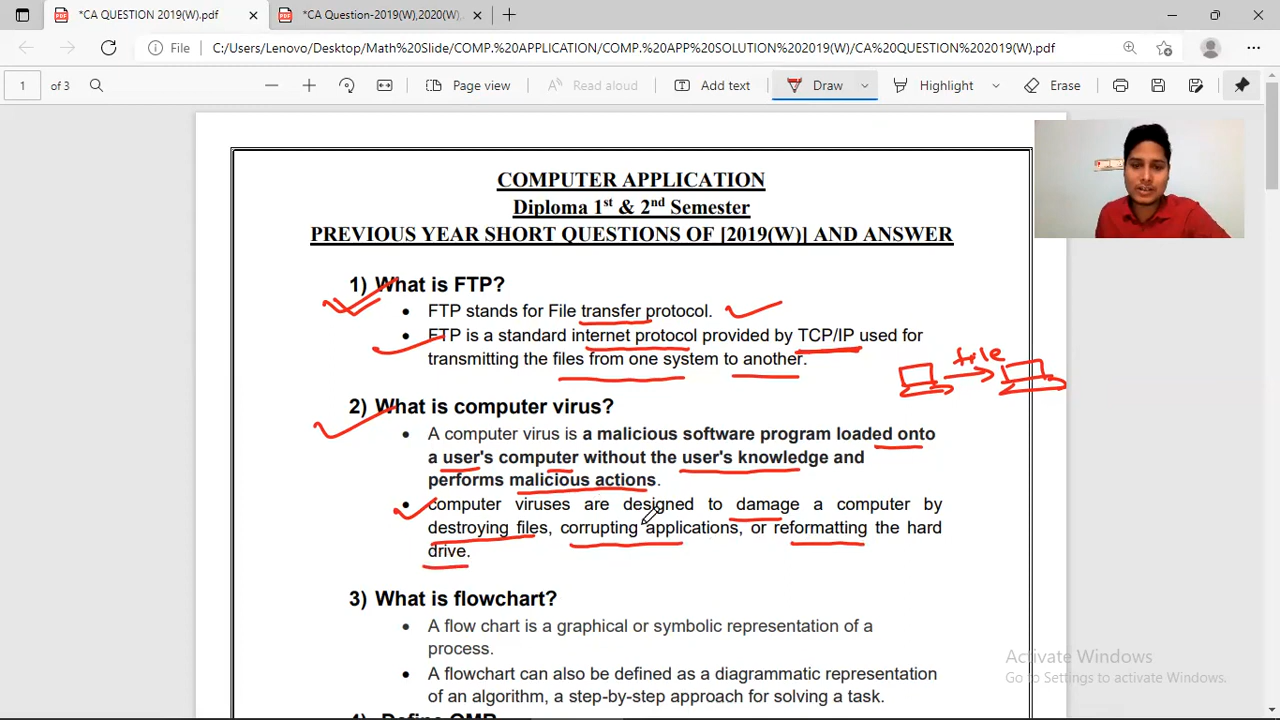 *CA QUESTION 2019(W).pdf
*CA Question-2019(W),2020(W).
File
C:/Users/Lenovo/Desktop/Math%20Slide/COMP.%20APPLICATION/COMP.%20APP%20SOLUTION%202019(W)/CA%20QUESTION%202019(W).pdf
1 of 3
Page view
Read aloud
Add text
Draw
Highlight
Erase
COMPUTER APPLICATION
Diploma 1st & 2nd Semester
PREVIOUS YEAR SHORT QUESTIONS OF [2019(W)] AND ANSWER
1) What is FTP?
• FTP stands for File transfer protocol.
• FTP is a standard internet protocol provided by TCP/IP used for
transmitting the files from one system to another.
file
2) What is computer virus?
• A computer virus is a malicious software program loaded onto
a user's computer without the user's knowledge and
performs malicious actions.
• computer viruses are designed to damage a computer by
destroying files, corrupting applications, or reformatting the hard
drive.
3) What is flowchart?
• A flow chart is a graphical or symbolic representation of a
process.
• A flowchart can also be defined as a diagrammatic representation
of an algorithm, a step-by-step approach for solving a task.
4) Define OMR
Activate Windows
Go to Settings to activate Windows.